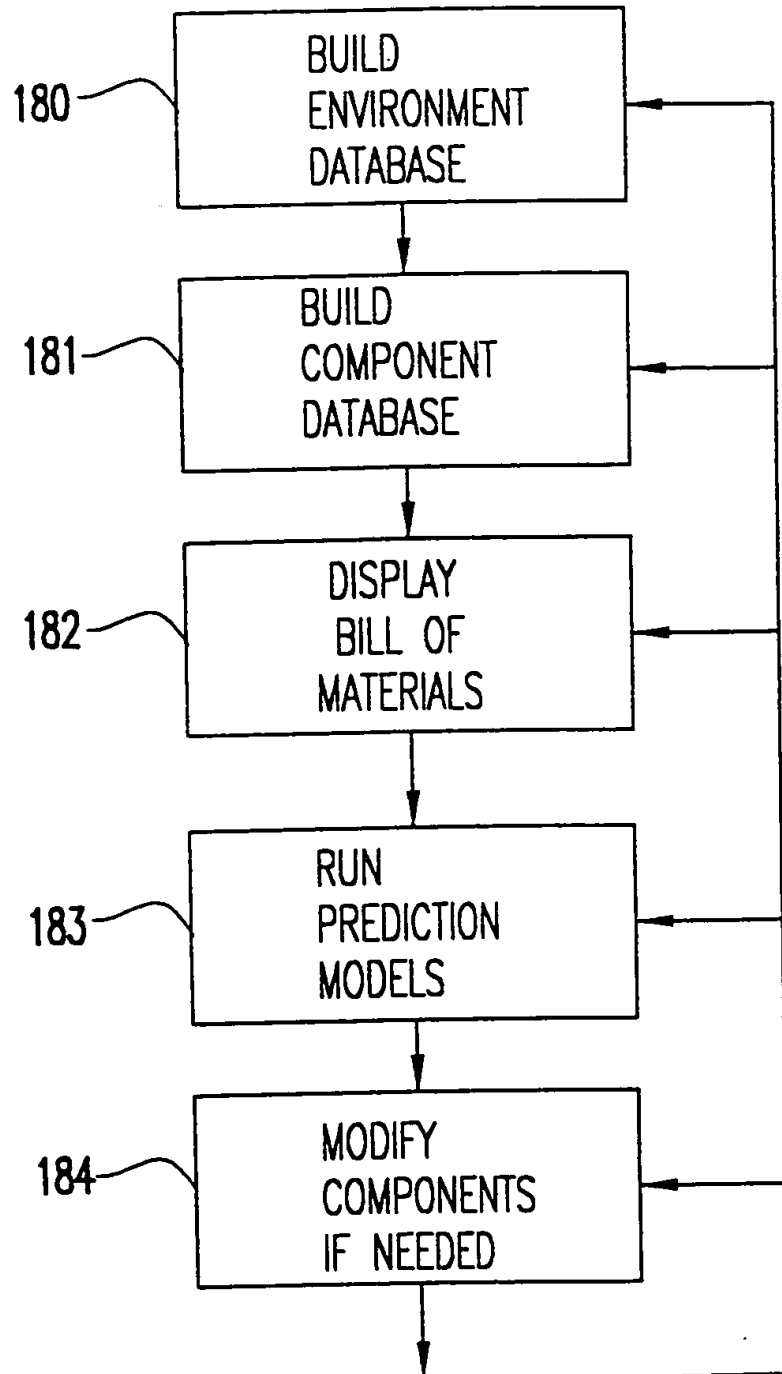 180
BUILD
ENVIRONMENT
DATABASE
181
BUILD
COMPONENT
DATABASE
182
DISPLAY
BILL OF
MATERIALS
183
RUN
PREDICTION
MODELS
184
MODIFY
COMPONENTS
IF NEEDED